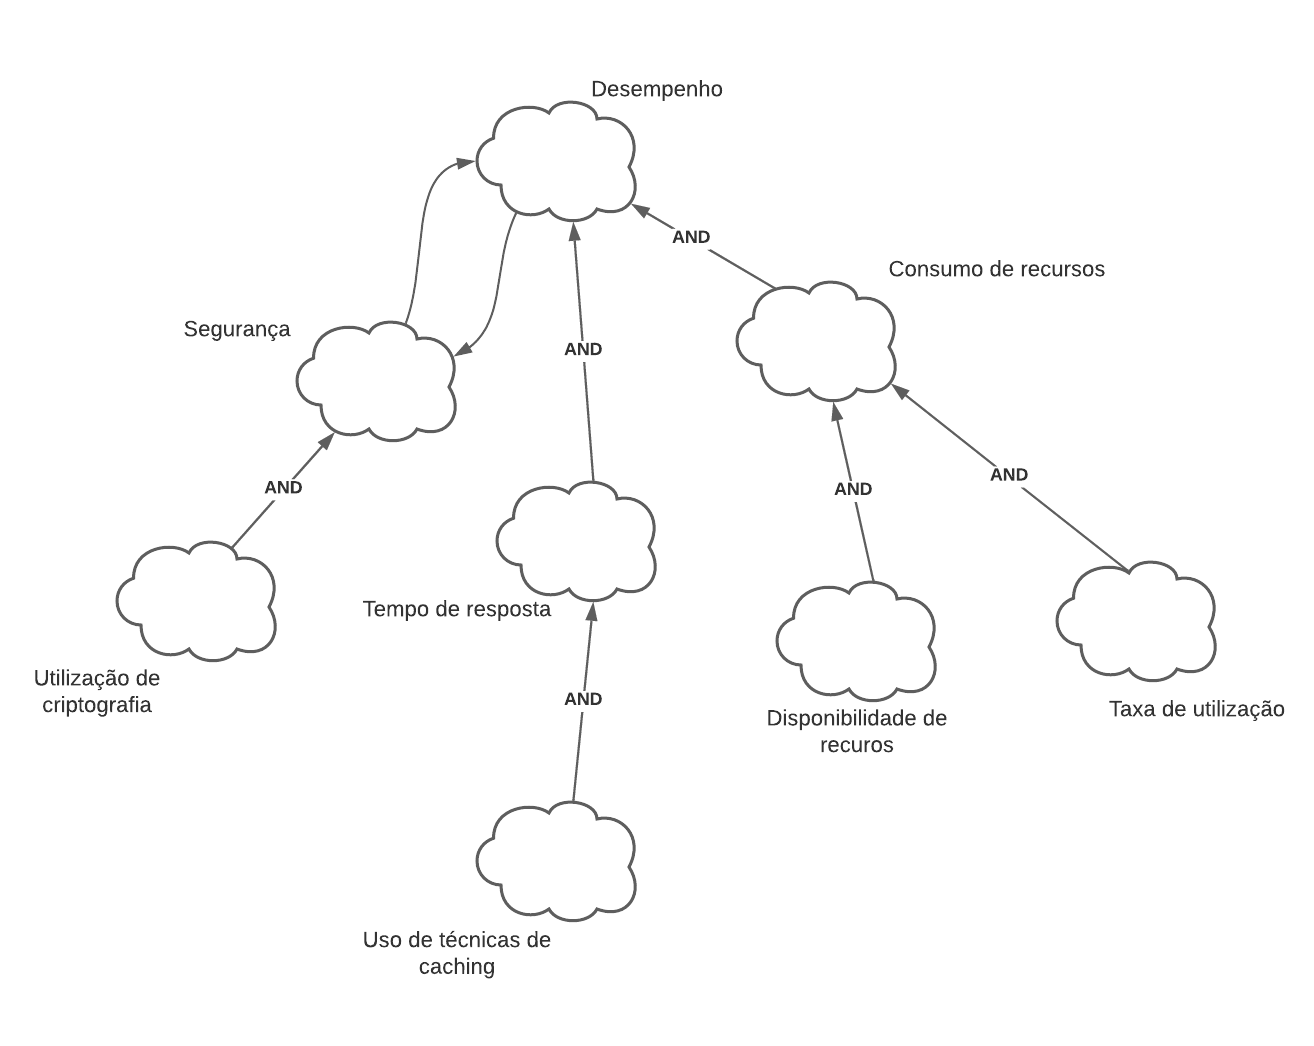 Desempenho
AND
Consumo de recursos
Segurança
AND
AND
AND
AND
Tempo de resposta
Utilização de
criptografia
AND
Disponibilidade de
recuros
Taxa de utilização
Uso de técnicas de
caching